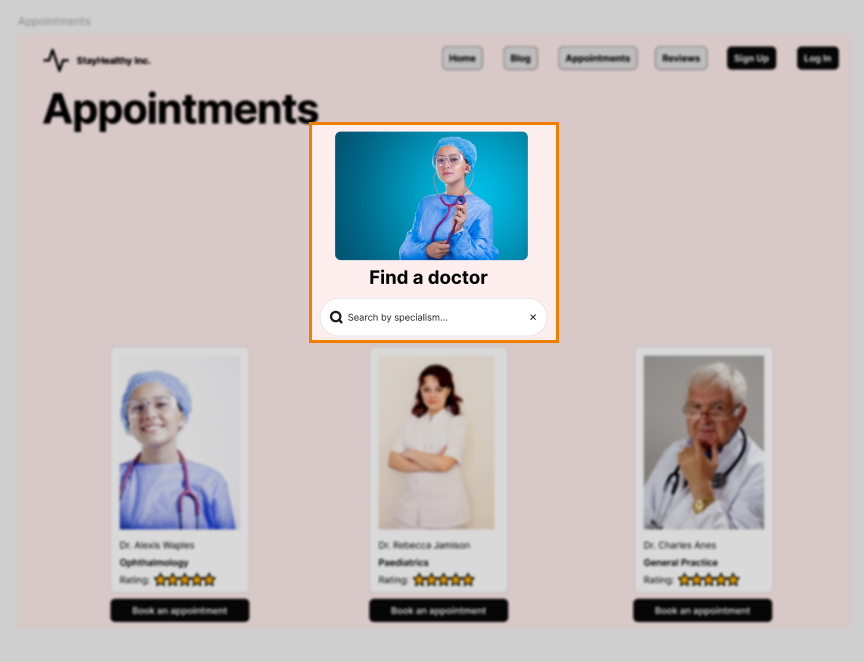 Appointments
StayHealthy Inc.
Home
Blog
Appointments
Reviews
Sign Up
Log In
Appointments
Find a doctor
Search by specialism...
×
Dr. Alexis Waples
Ophthalmology
Rating:
Book an appointment
Dr. Rebecca Jamison
Paediatrics
Rating:
Book an appointment
Dr. Charles Anes
General Practice
Rating:
Book an appointment